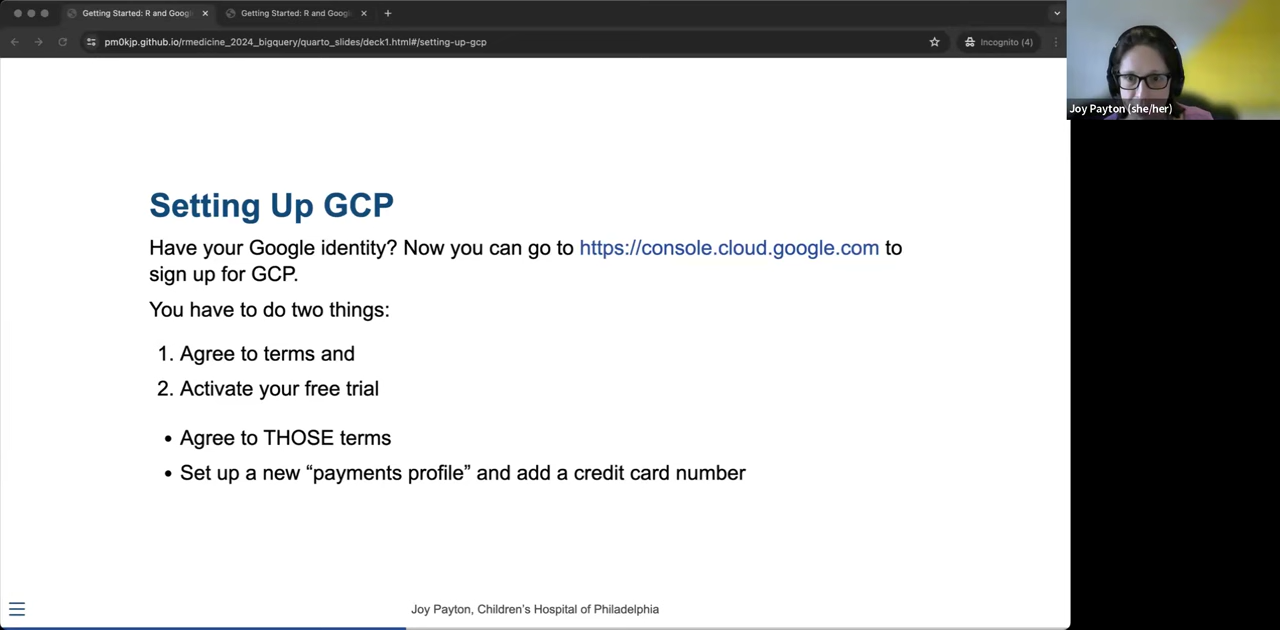 Getting Started: R and Goog
Getting Started: R and Goog
pm0kjp.github.io/rmedicine_2024_bigquery/quarto_slides/deck1.html#/setting-up-gcp
Incognito (4)
Joy Payton (she/her)
Setting Up GCP
Have your Google identity? Now you can go to https://console.cloud.google.com to
sign up for GCP.
You have to do two things:
1. Agree to terms and
2. Activate your free trial
• Agree to THOSE terms
• Set up a new “payments profile” and add a credit card number
Joy Payton, Children’s Hospital of Philadelphia